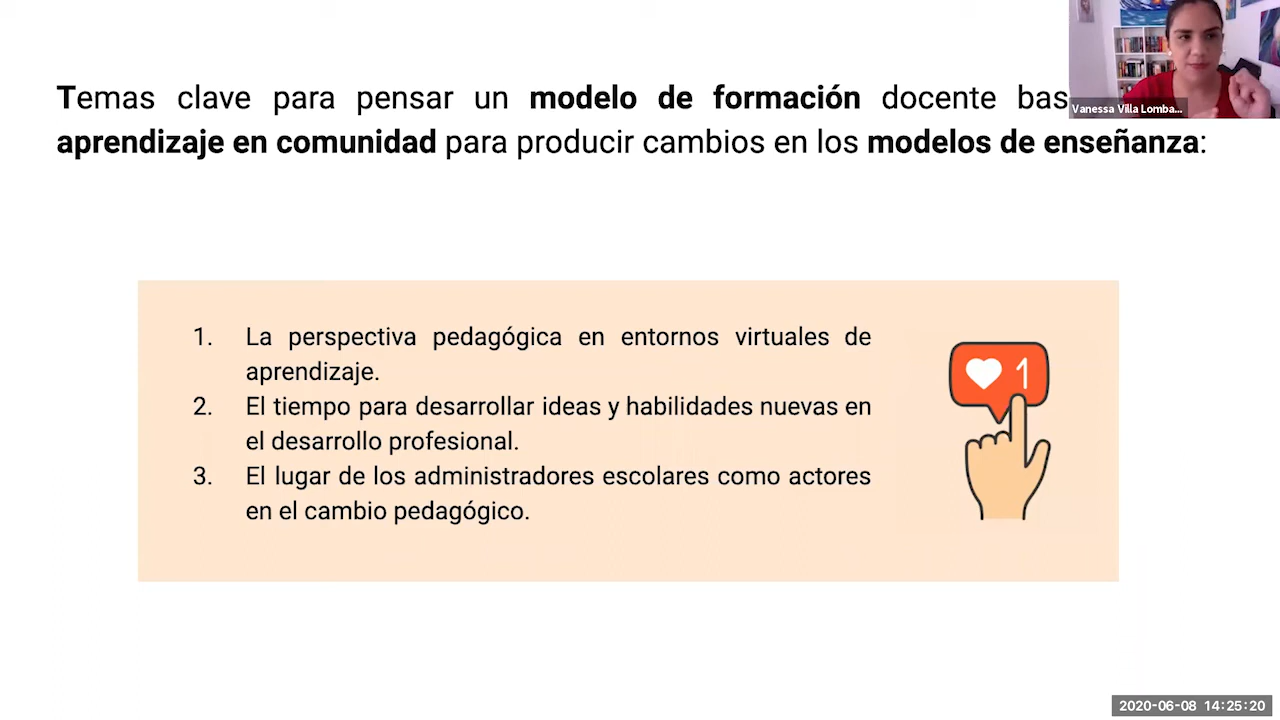 Temas clave para pensar un modelo de formación docente bas
aprendizaje en comunidad para producir cambios en los modelos de enseñanza:
Vanessa Villa Lomba...
1. La perspectiva pedagógica en entornos virtuales de
aprendizaje.
2. El tiempo para desarrollar ideas y habilidades nuevas en
el desarrollo profesional.
3. El lugar de los administradores escolares como actores
en el cambio pedagógico.
1
2020-06-08 14:25:20